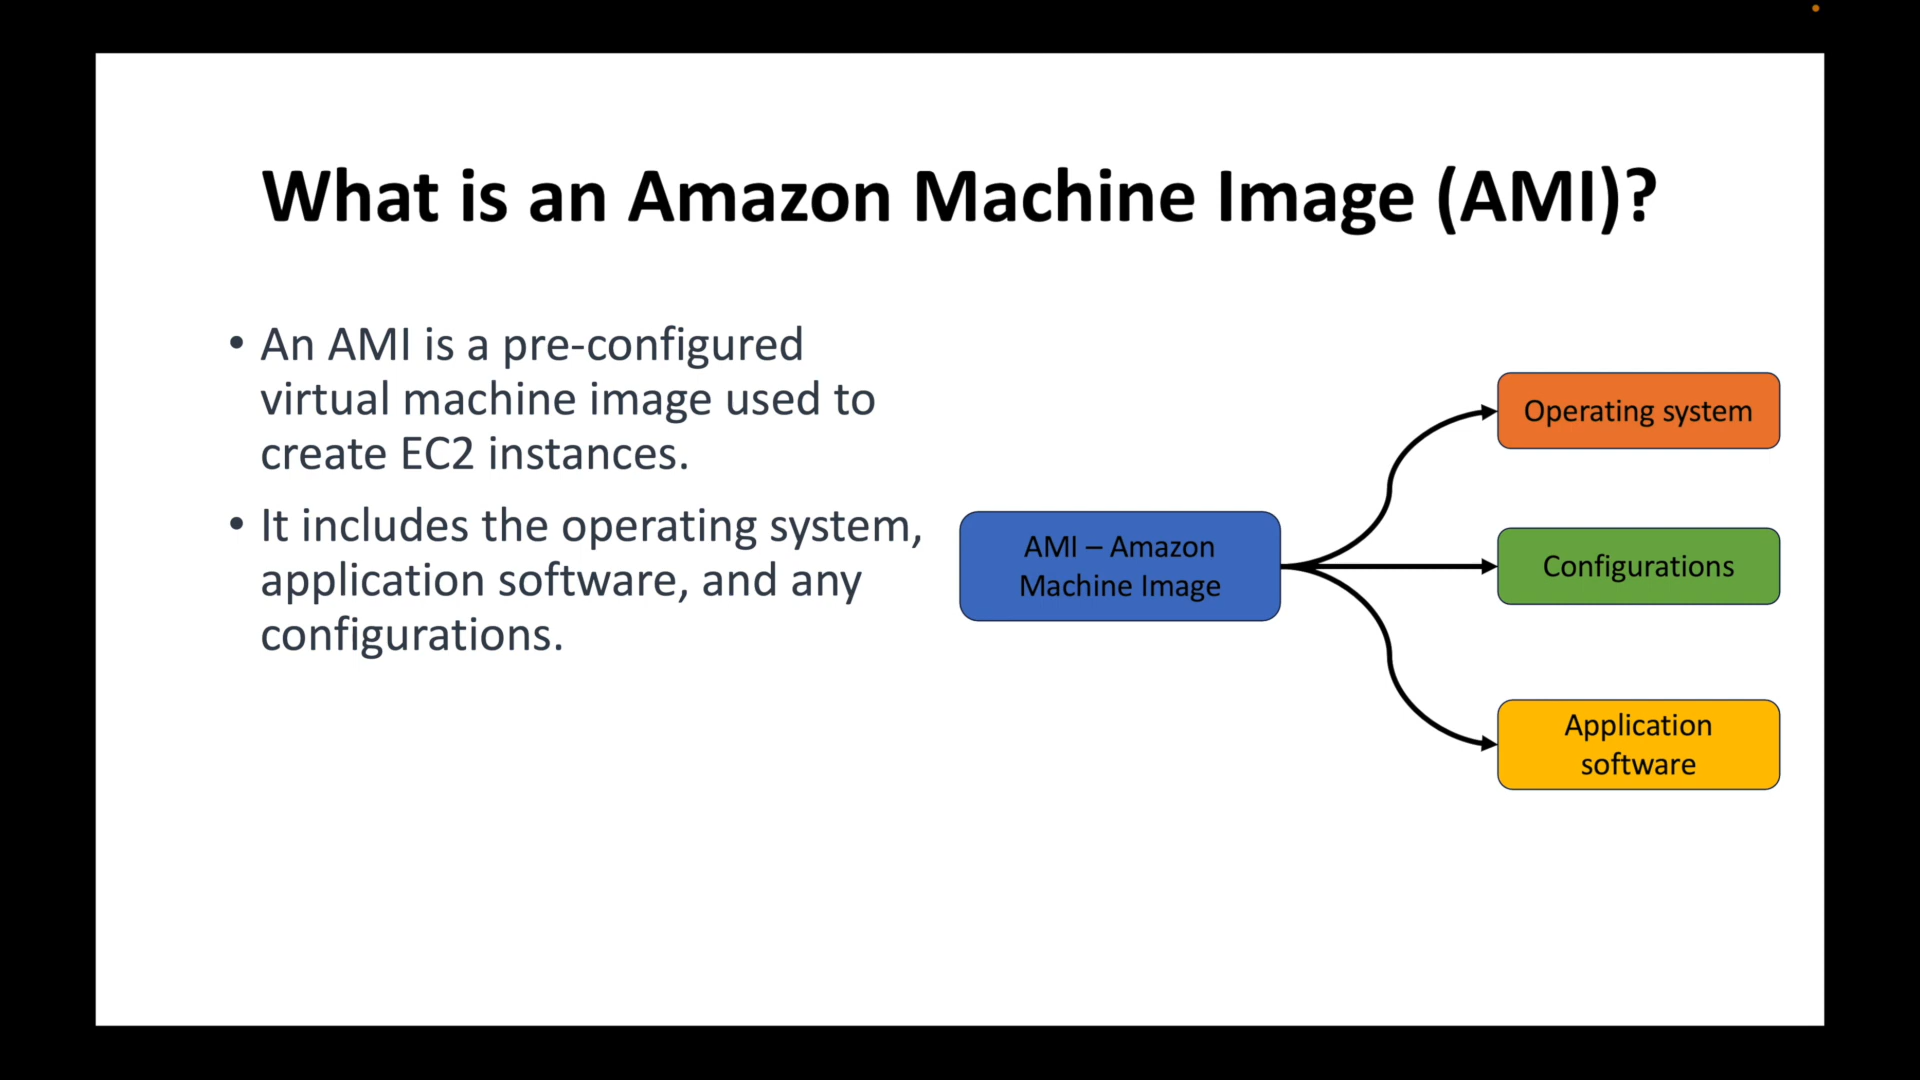 What is an Amazon Machine Image (AMI)?
• An AMI is a pre-configured
virtual machine image used to
create EC2 instances.
• It includes the operating system,
application software, and any
configurations.
AMI – Amazon
Machine Image
Operating system
Configurations
Application
software